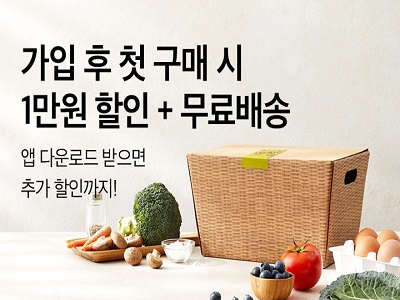 가입 후 첫 구매 시
1만원 할인 + 무료배송
앱 다운로드 받으면
추가 할인까지!